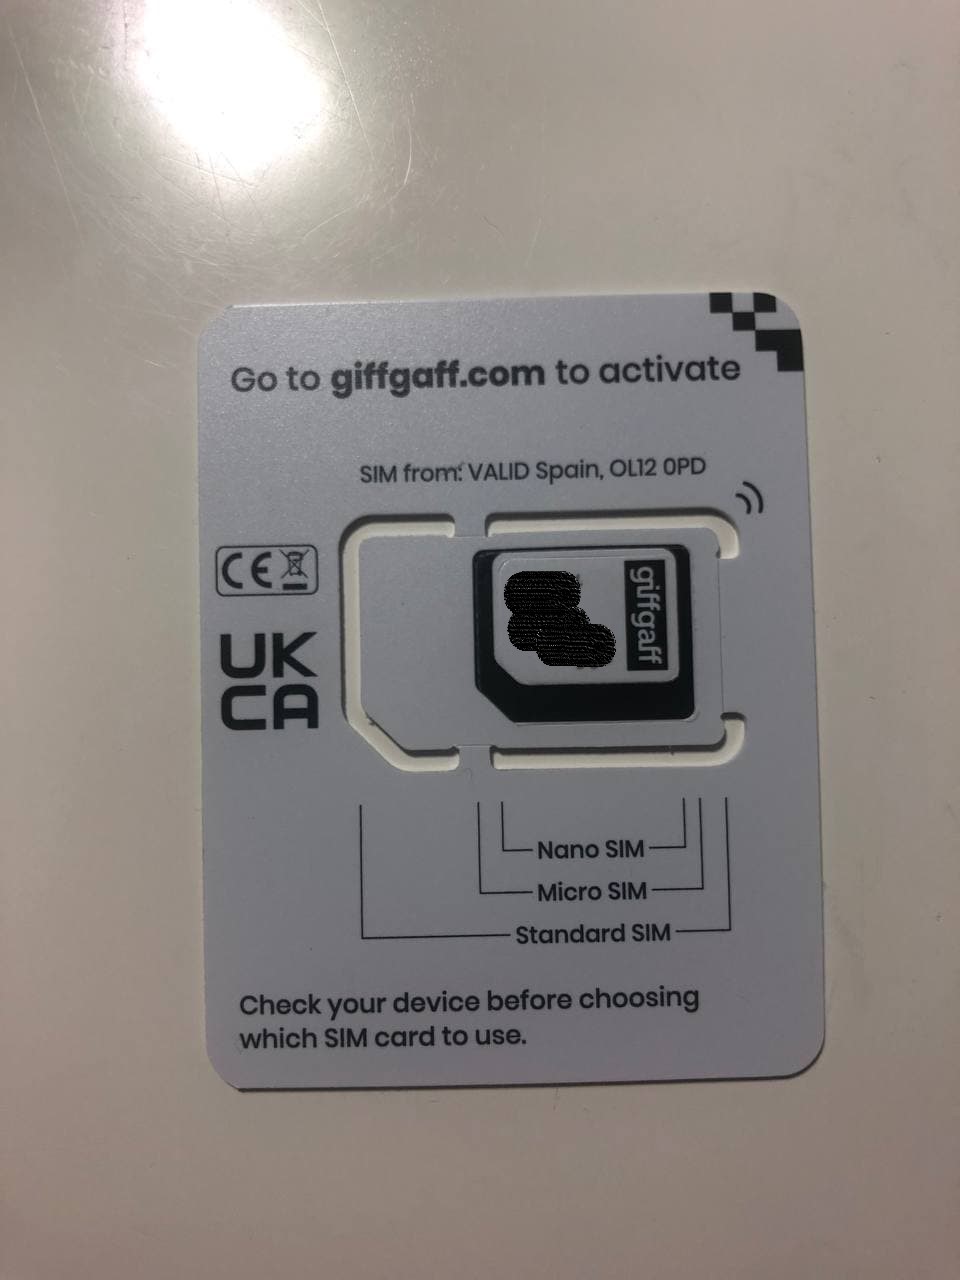 Go to giffgaff.com to activate
SIM from: VALID Spain, OL12 0PD
CE
UK
CA
giffgaff
Nano SIM
Micro SIM
Standard SIM
Check your device before choosing
which SIM card to use.